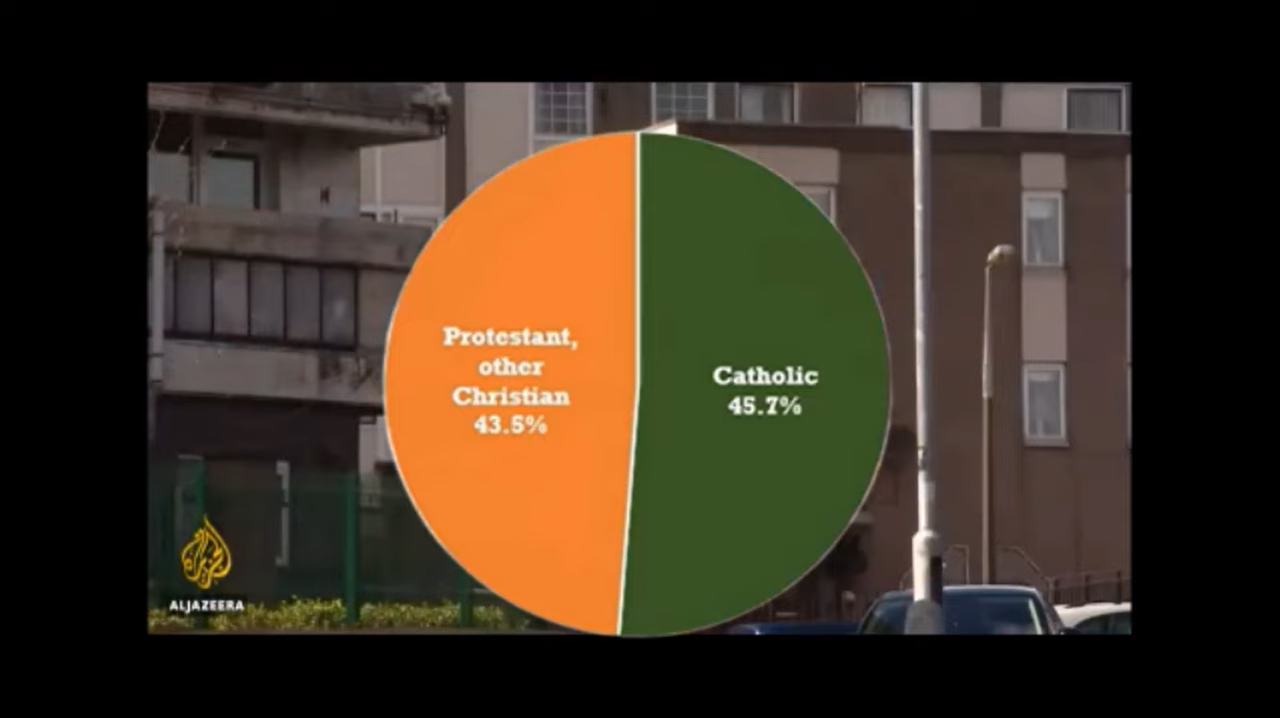 Protestant,
other
Christian
43.5%
Catholic
45.7%
ALJAZEERA